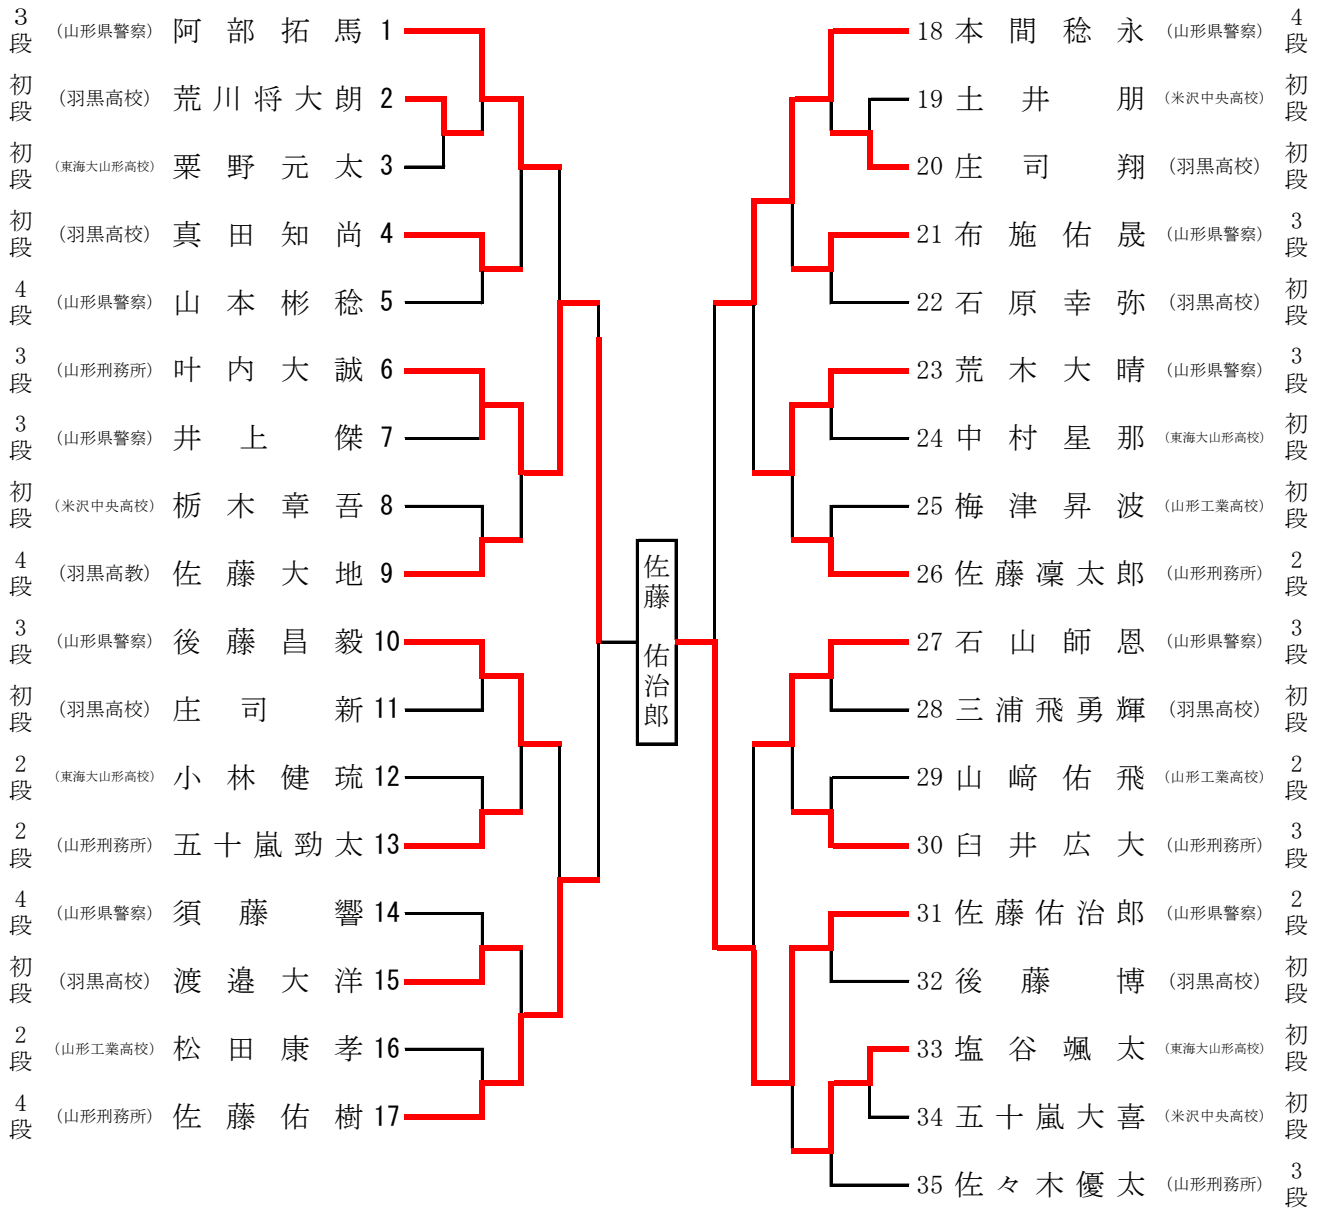 3段 (山形県警察) 阿部拓馬 1
初段 (羽黒高校) 荒川将大朗 2
初段 (東海大山形高校) 粟野元太 3
初段 (羽黒高校) 真田知尚 4
4段 (山形県警察) 山本彬稔 5
3段 (山形刑務所) 叶内大誠 6
3段 (山形県警察) 井上傑 7
初段 (米沢中央高校) 栃木章吾 8
4段 (羽黒高教) 佐藤大地 9
3段 (山形県警察) 後藤昌毅 10
初段 (羽黒高校) 庄司新 11
2段 (東海大山形高校) 小林健琉 12
2段 (山形刑務所) 五十嵐勁太 13
4段 (山形県警察) 須藤響 14
初段 (羽黒高校) 渡邉大洋 15
2段 (山形工業高校) 松田康孝 16
4段 (山形刑務所) 佐藤佑樹 17
佐藤 佑治郎
18 本間稔永 (山形県警察) 4段
19 土井朋 (米沢中央高校) 初段
20 庄司翔 (羽黒高校) 初段
21 布施佑晟 (山形県警察) 3段
22 石原幸弥 (羽黒高校) 初段
23 荒木大晴 (山形県警察) 3段
24 中村星那 (東海大山形高校) 初段
25 梅津昇波 (山形工業高校) 初段
26 佐藤凜太郎 (山形刑務所) 2段
27 石山師恩 (山形県警察) 3段
28 三浦飛勇輝 (羽黒高校) 初段
29 山﨑佑飛 (山形工業高校) 2段
30 臼井広大 (山形刑務所) 3段
31 佐藤佑治郎 (山形県警察) 2段
32 後藤博 (羽黒高校) 初段
33 塩谷颯太 (東海大山形高校) 初段
34 五十嵐大喜 (米沢中央高校) 初段
35 佐々木優太 (山形刑務所) 3段